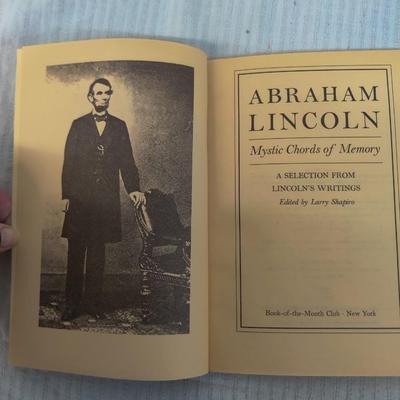 ABRAHAM
LINCOLN
Mystic Chords of Memory
A SELECTION FROM
LINCOLN'S WRITINGS
Edited by Larry Shapiro
Book-of-the-Month Club · New York